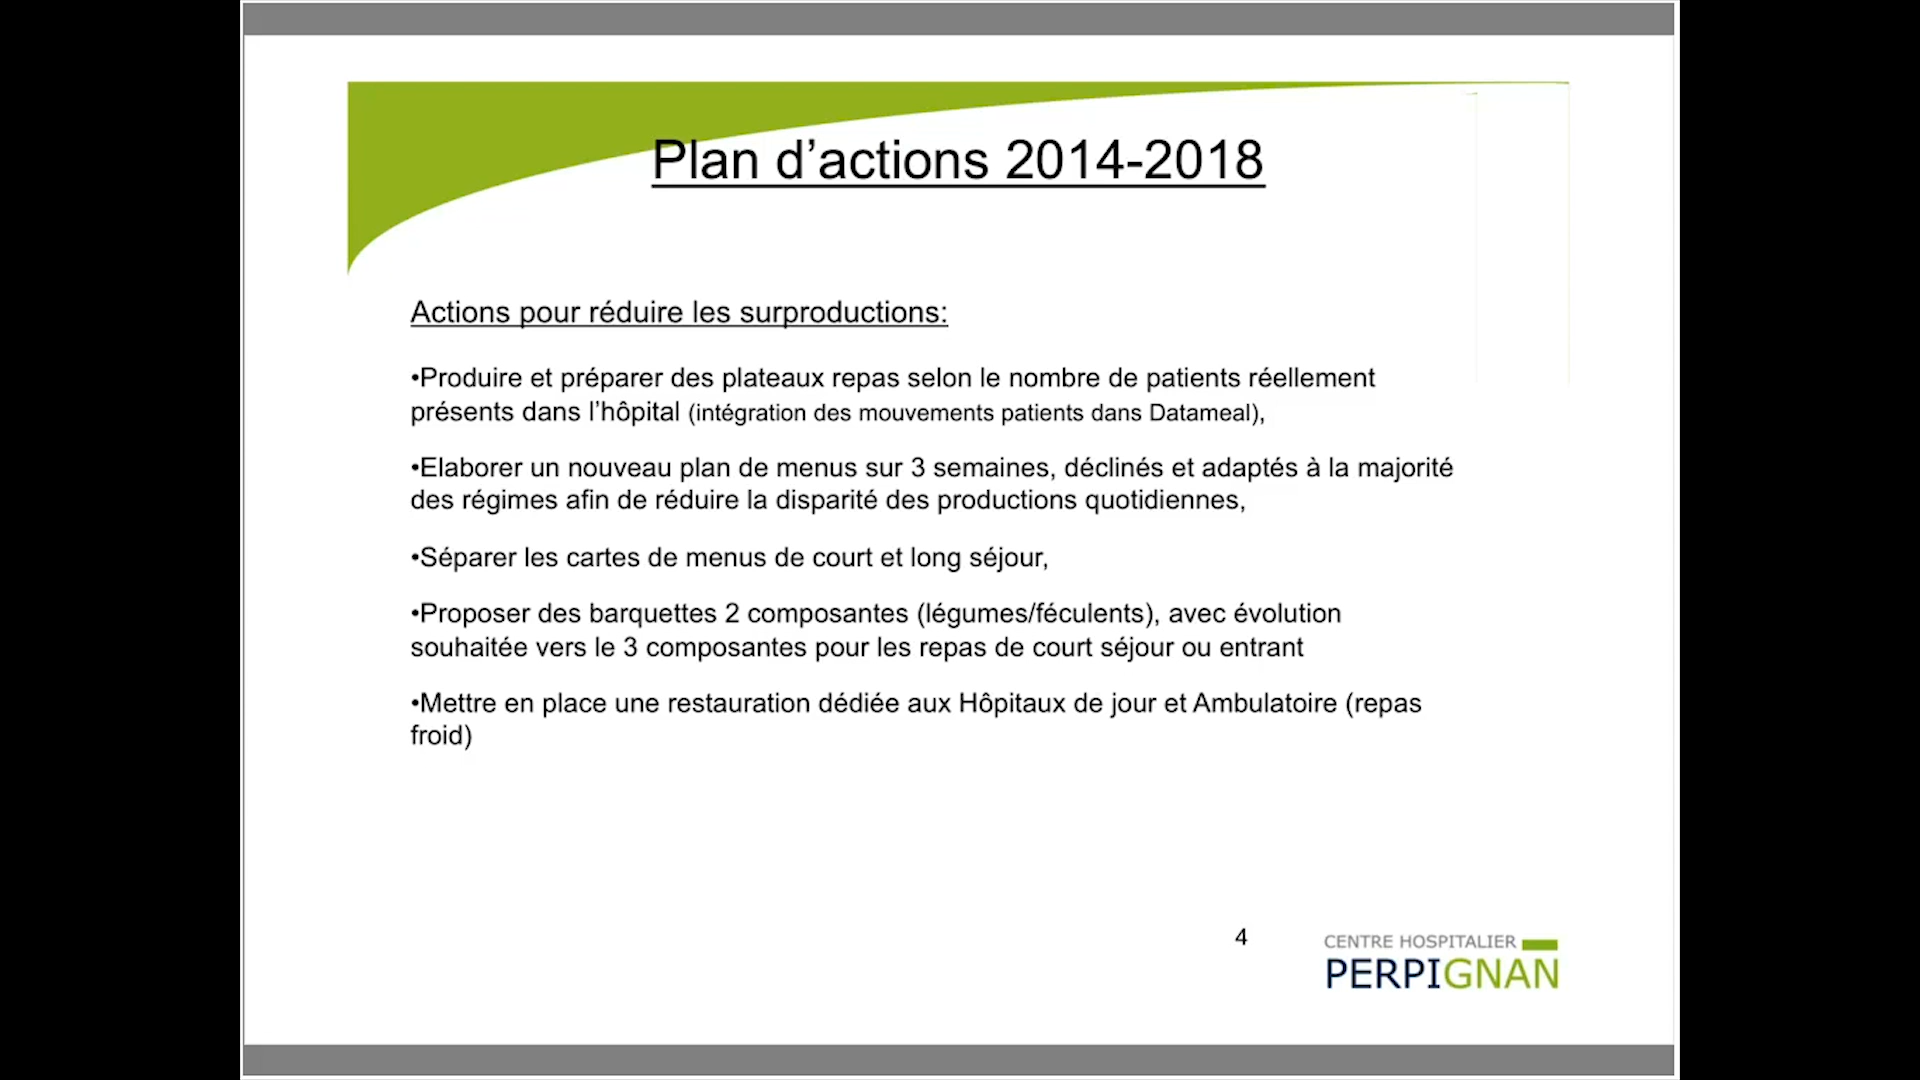 Plan d’actions 2014-2018
Actions pour réduire les surproductions:
•Produire et préparer des plateaux repas selon le nombre de patients réellement
présents dans l’hôpital (intégration des mouvements patients dans Datameal),
•Elaborer un nouveau plan de menus sur 3 semaines, déclinés et adaptés à la majorité
des régimes afin de réduire la disparité des productions quotidiennes,
•Séparer les cartes de menus de court et long séjour,
•Proposer des barquettes 2 composantes (légumes/féculents), avec évolution
souhaitée vers le 3 composantes pour les repas de court séjour ou entrant
•Mettre en place une restauration dédiée aux Hôpitaux de jour et Ambulatoire (repas
froid)
4
CENTRE HOSPITALIER
PERPIGNAN